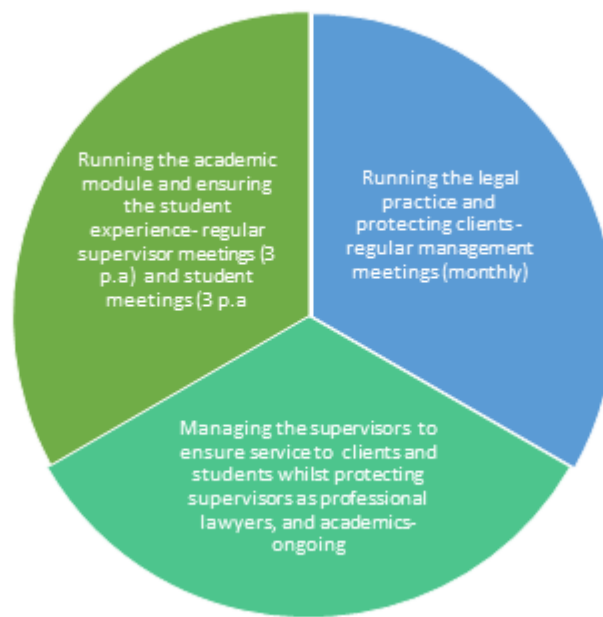 Running the academic
module and ensuring
the student
experience- regular
supervisor meetings (3
p.a) and student
meetings (3 p.a
Running the legal
practice and
protecting clients-
regular management
meetings (monthly)
Managing the supervisors to
ensure service to clients and
students whilst protecting
supervisors as professional
lawyers, and academics-
ongoing